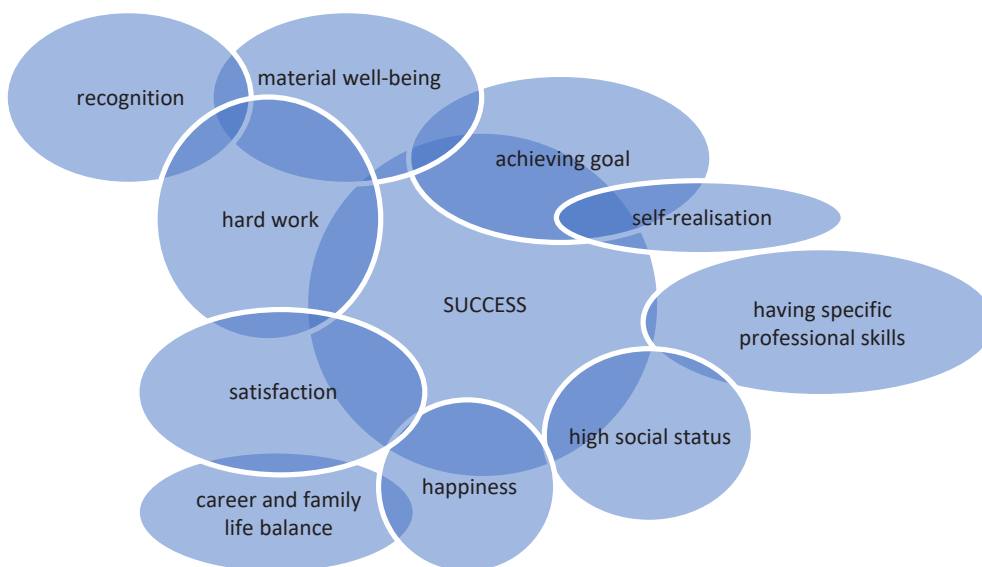 material well-being
recognition
achieving goal
hard work
self-realisation
SUCCESS
having specific
professional skills
satisfaction
high social status
happiness
career and family
life balance